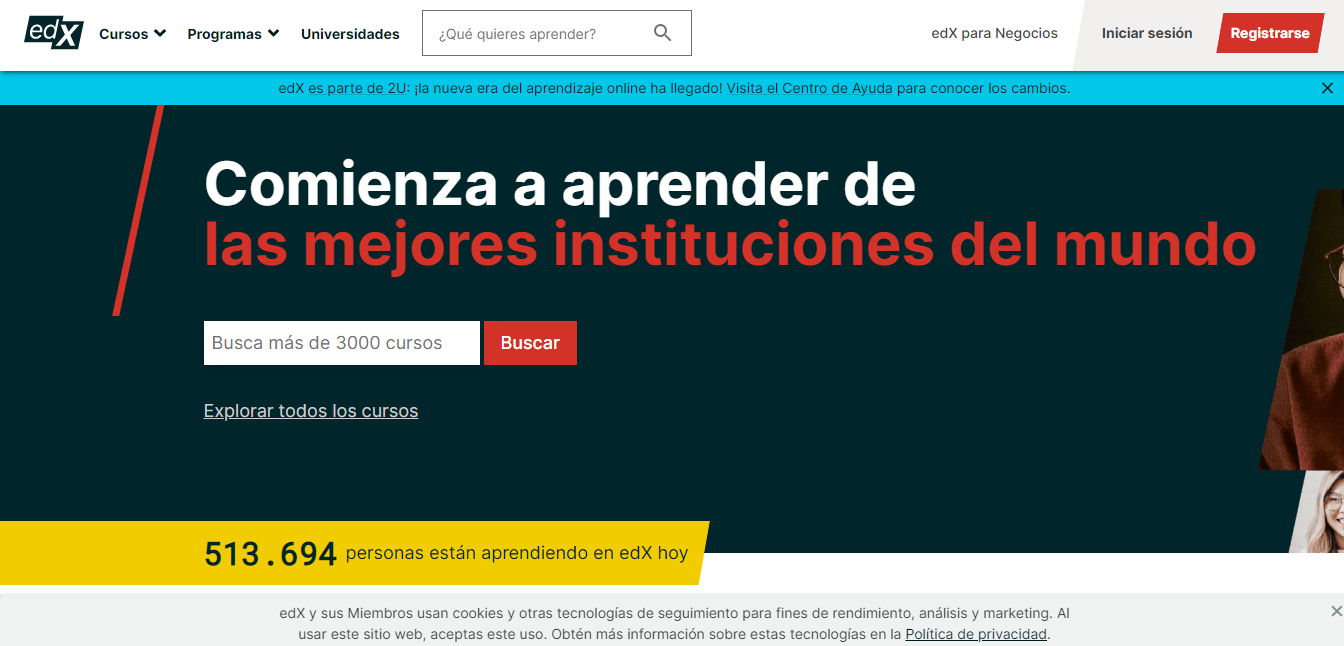 edX Cursos Programas Universidades ¿Qué quieres aprender? edX para Negocios Iniciar sesión Registrarse
edX es parte de 2U: ¡la nueva era del aprendizaje online ha llegado! Visita el Centro de Ayuda para conocer los cambios.
Comienza a aprender de
las mejores instituciones del mundo
Busca más de 3000 cursos Buscar
Explorar todos los cursos
513.694 personas están aprendiendo en edX hoy
edX y sus Miembros usan cookies y otras tecnologías de seguimiento para fines de rendimiento, análisis y marketing. Al
usar este sitio web, aceptas este uso. Obtén más información sobre estas tecnologías en la Política de privacidad.